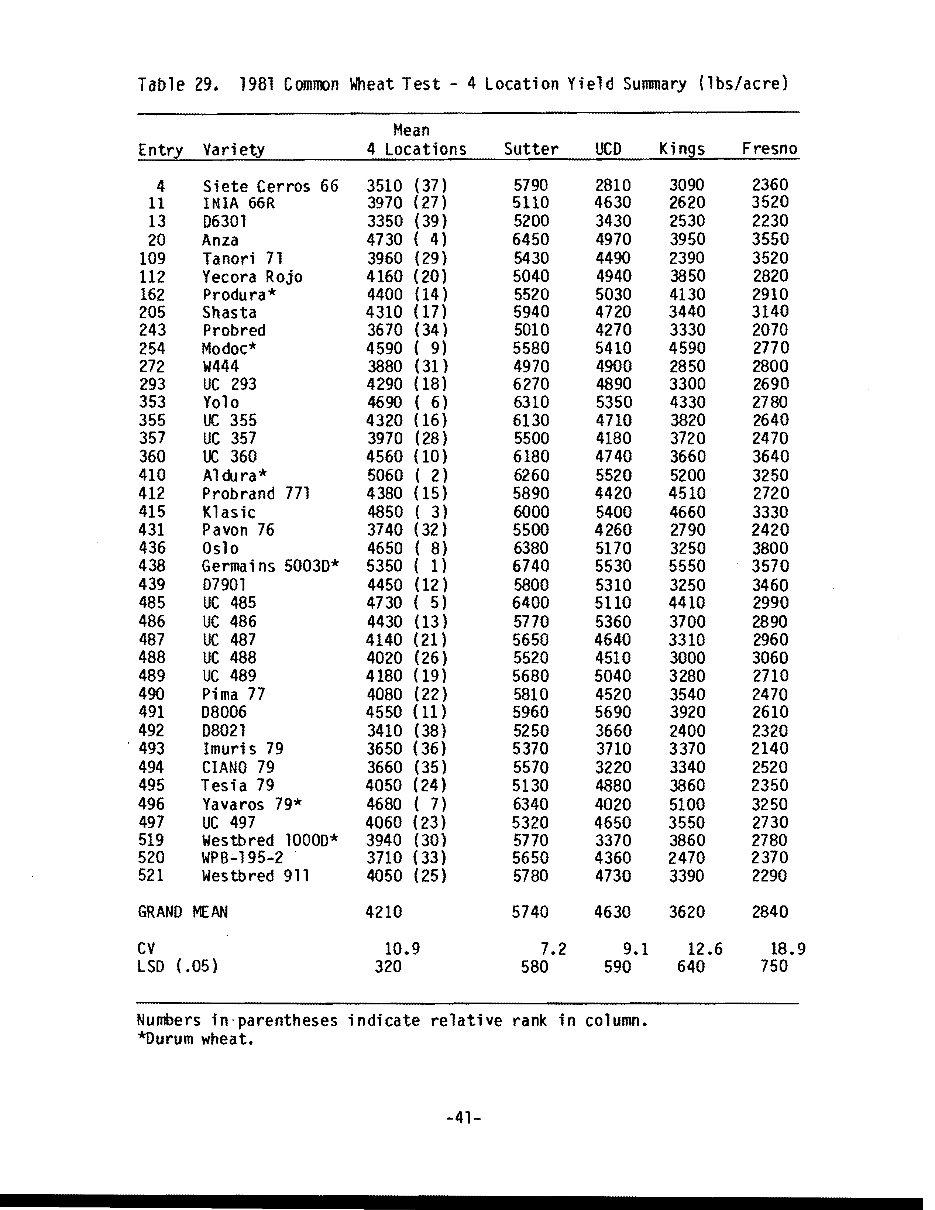 Table 29. 1981 Common Wheat Test - 4 Location Yield Summary (lbs/acre)
Mean
Entry Variety 4 Locations Sutter UCD Kings Fresno
4 Siete Cerros 66 3510 (37) 5790 2810 3090 2360
11 INIA 66R 3970 (27) 5110 4630 2620 3520
13 D6301 3350 (39) 5200 3430 2530 2230
20 Anza 4730 ( 4) 6450 4970 3950 3550
109 Tanori 71 3960 (29) 5430 4490 2390 3520
112 Yecora Rojo 4160 (20) 5040 4940 3850 2820
162 Produra* 4400 (14) 5520 5030 4130 2910
205 Shasta 4310 (17) 5940 4720 3440 3140
243 Probred 3670 (34) 5010 4270 3330 2070
254 Modoc* 4590 ( 9) 5580 5410 4590 2770
272 W444 3880 (31) 4970 4900 2850 2800
293 UC 293 4290 (18) 6270 4890 3300 2690
353 Yolo 4690 ( 6) 6310 5350 4330 2780
355 UC 355 4320 (16) 6130 4710 3820 2640
357 UC 357 3970 (28) 5500 4180 3720 2470
360 UC 360 4560 (10) 6180 4740 3660 3640
410 Aldura* 5060 ( 2) 6260 5520 5200 3250
412 Probrand 771 4380 (15) 5890 4420 4510 2720
415 Klasic 4850 ( 3) 6000 5400 4660 3330
431 Pavon 76 3740 (32) 5500 4260 2790 2420
436 Oslo 4650 ( 8) 6380 5170 3250 3800
438 Germains 5003D* 5350 ( 1) 6740 5530 5550 3570
439 D7901 4450 (12) 5800 5310 3250 3460
485 UC 485 4730 ( 5) 6400 5110 4410 2990
486 UC 486 4430 (13) 5770 5360 3700 2890
487 UC 487 4140 (21) 5650 4640 3310 2960
488 UC 488 4020 (26) 5520 4510 3000 3060
489 UC 489 4180 (19) 5680 5040 3280 2710
490 Pima 77 4080 (22) 5810 4520 3540 2470
491 D8006 4550 (11) 5960 5690 3920 2610
492 D8021 3410 (38) 5250 3660 2400 2320
493 Imuris 79 3650 (36) 5370 3710 3370 2140
494 CIANO 79 3660 (35) 5570 3220 3340 2520
495 Tesia 79 4050 (24) 5130 4880 3860 2350
496 Yavaros 79* 4680 ( 7) 6340 4020 5100 3250
497 UC 497 4060 (23) 5320 4650 3550 2730
519 Westbred 1000D* 3940 (30) 5770 3370 3860 2780
520 WPB-195-2 3710 (33) 5650 4360 2470 2370
521 Westbred 911 4050 (25) 5780 4730 3390 2290
GRAND MEAN 4210 5740 4630 3620 2840
CV 10.9 7.2 9.1 12.6 18.9
LSD (.05) 320 580 590 640 750
Numbers in parentheses indicate relative rank in column.
*Durum wheat.
-41-